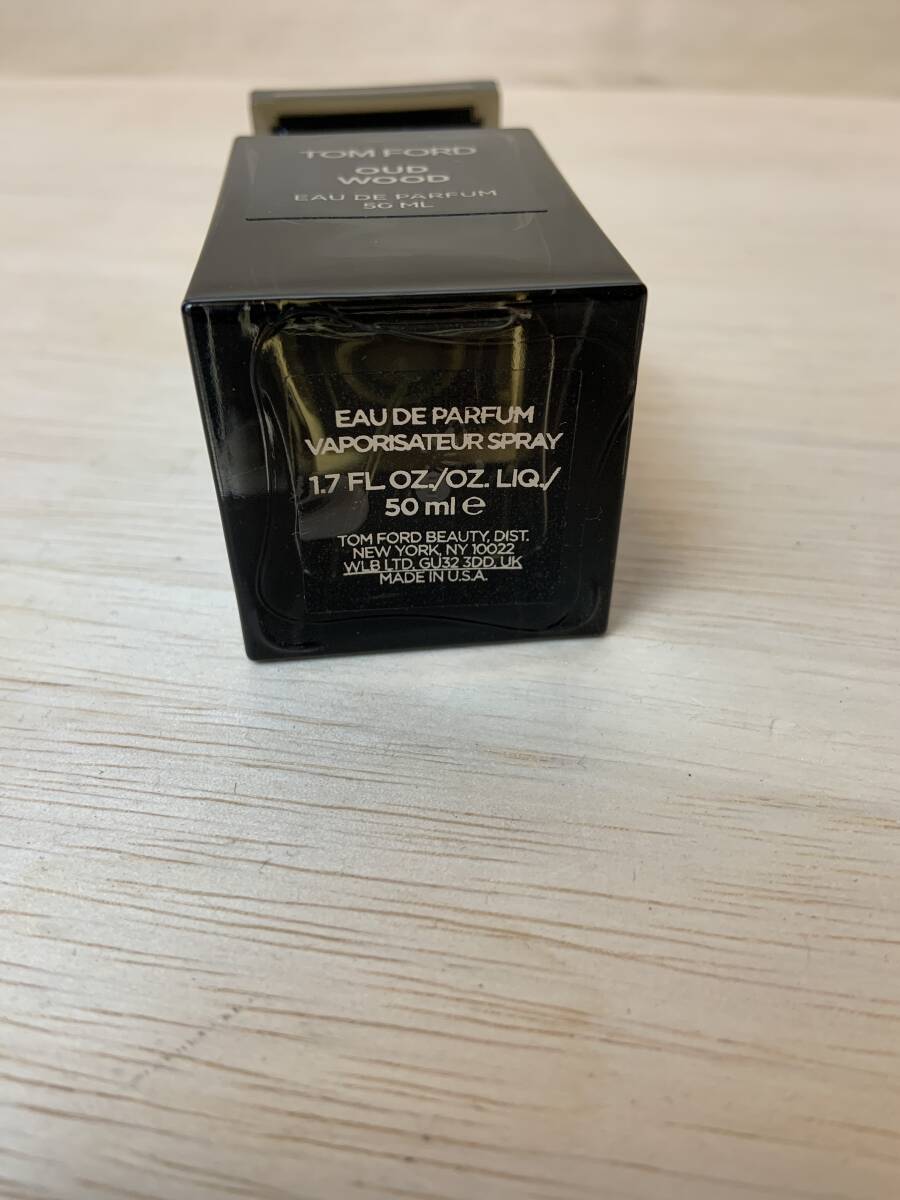 TOM FORD
OUD
WOOD
EAU DE PARFUM
50 ML
EAU DE PARFUM
VAPORISATEUR SPRAY
1.7 FL OZ./OZ. LIQ./
50 ml ℮
TOM FORD BEAUTY, DIST.
NEW YORK, NY 10022
WLB LTD, GU32 3DD, UK
MADE IN U.S.A.